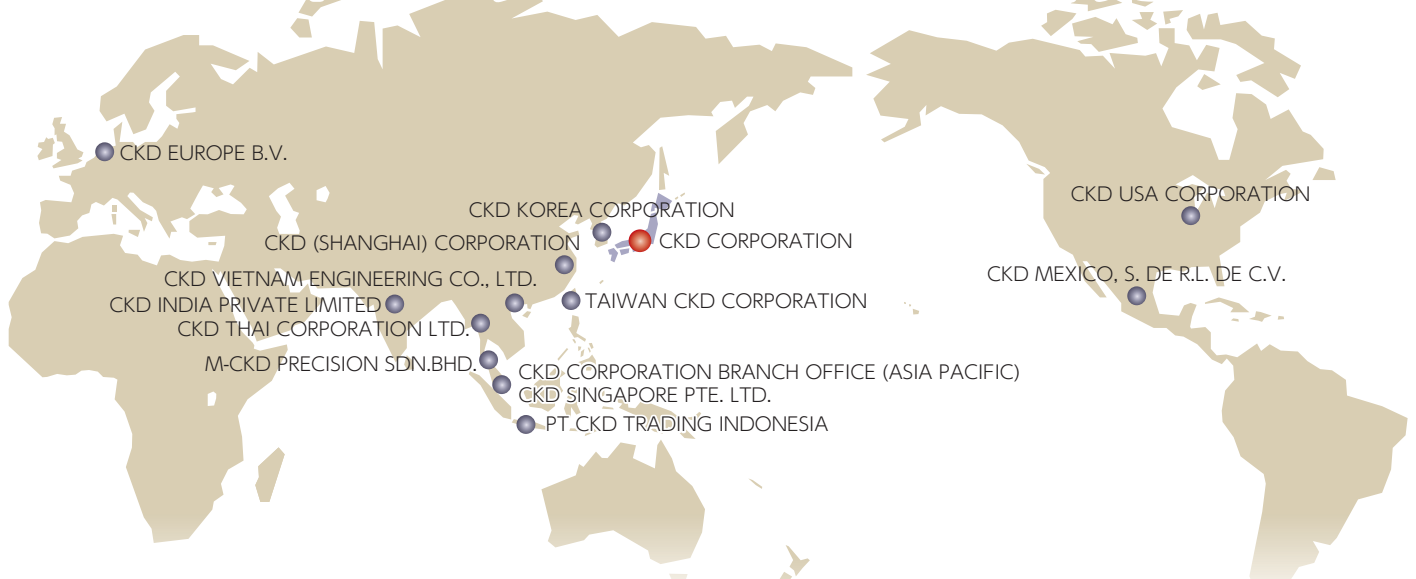 CKD EUROPE B.V.
CKD USA CORPORATION
CKD KOREA CORPORATION
CKD (SHANGHAI) CORPORATION
CKD CORPORATION
CKD VIETNAM ENGINEERING CO., LTD.
CKD MEXICO, S. DE R.L. DE C.V.
CKD INDIA PRIVATE LIMITED
TAIWAN CKD CORPORATION
CKD THAI CORPORATION LTD.
M-CKD PRECISION SDN.BHD.
CKD CORPORATION BRANCH OFFICE (ASIA PACIFIC)
CKD SINGAPORE PTE. LTD.
PT CKD TRADING INDONESIA